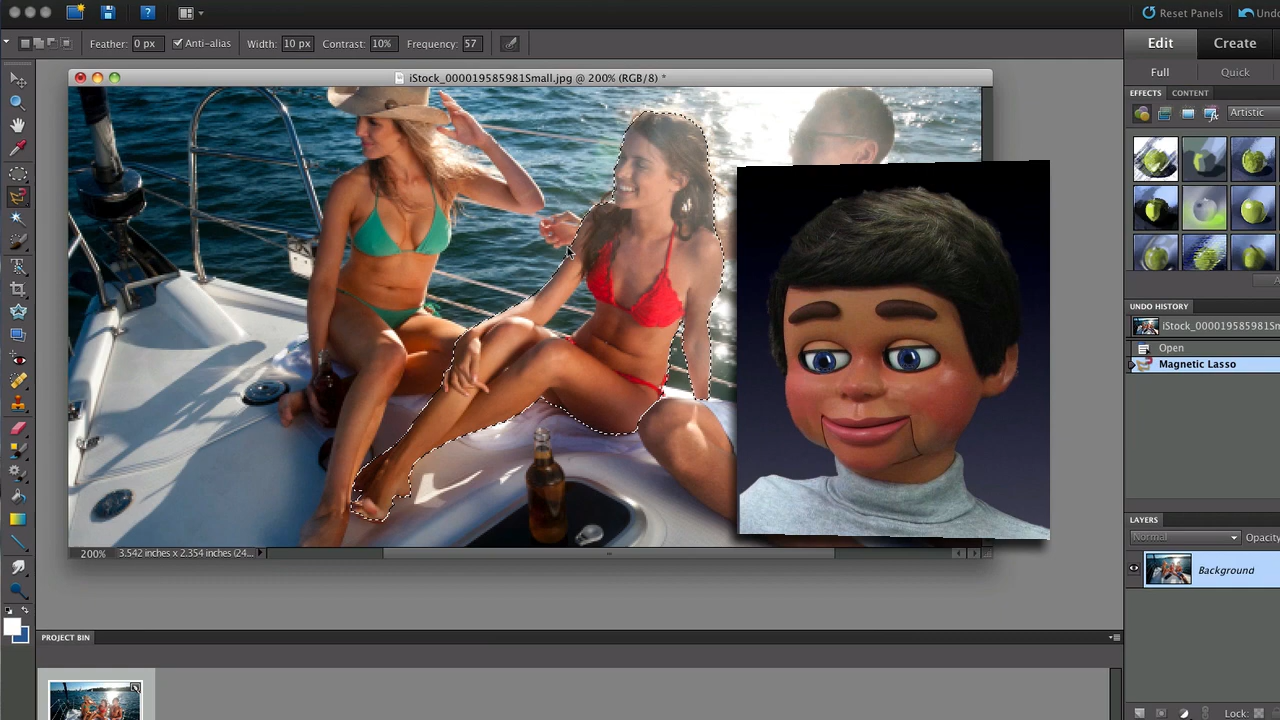 Reset Panels
Undo
?
Feather: 0 px
Anti-alias
Width: 10 px
Contrast: 10%
Frequency: 57
Edit
Create
Full
Quick
iStock_000019585981Small.jpg @ 200% (RGB/8) *
EFFECTS
CONTENT
Artistic
UNDO HISTORY
iStock_000019585981Sm
Open
Magnetic Lasso
LAYERS
Normal
Opacity
Background
200%
3.542 inches x 2.354 inches (24...
PROJECT BIN
Lock: